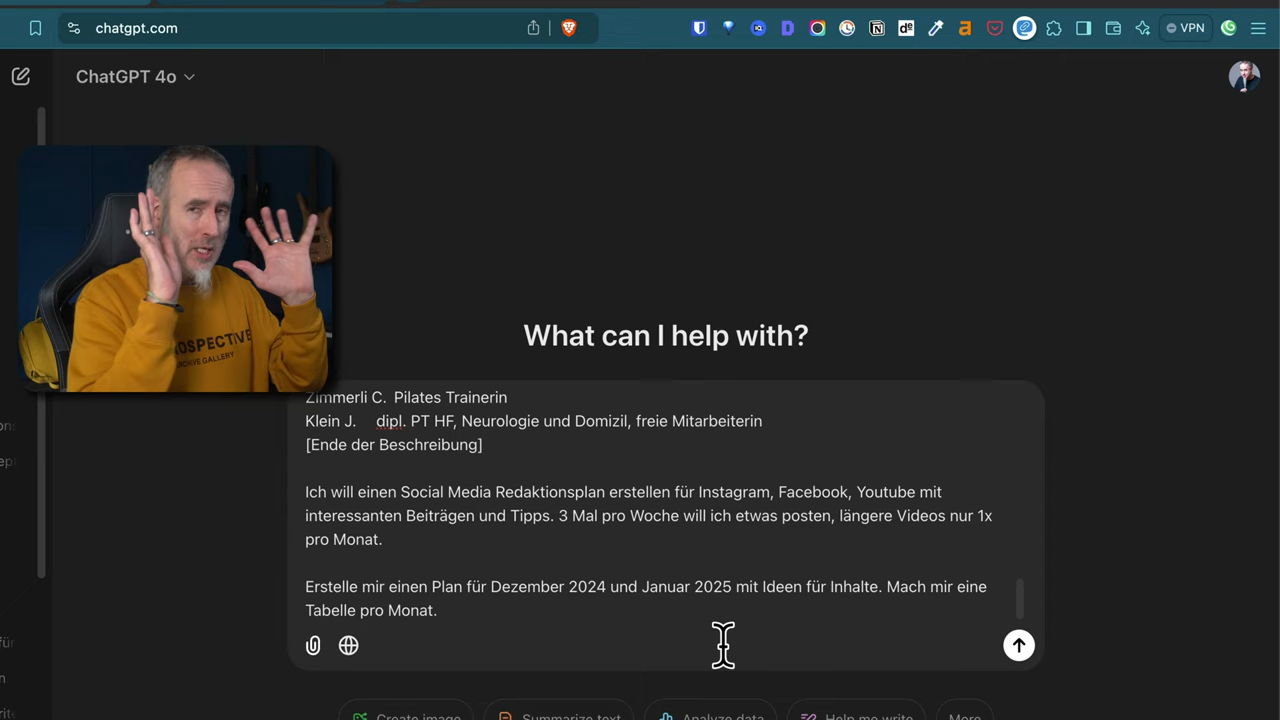 chatgpt.com
VPN
ChatGPT 4o
OSPECTIVE
ARCHIVE GALLERY
What can I help with?
Zimmerli C. Pilates Trainerin
Klein J. dipl. PT HF, Neurologie und Domizil, freie Mitarbeiterin
[Ende der Beschreibung]
Ich will einen Social Media Redaktionsplan erstellen für Instagram, Facebook, Youtube mit
interessanten Beiträgen und Tipps. 3 Mal pro Woche will ich etwas posten, längere Videos nur 1x
pro Monat.
Erstelle mir einen Plan für Dezember 2024 und Januar 2025 mit Ideen für Inhalte. Mach mir eine
Tabelle pro Monat.
Create image
Summarize text
Analyze data
Help me write
More